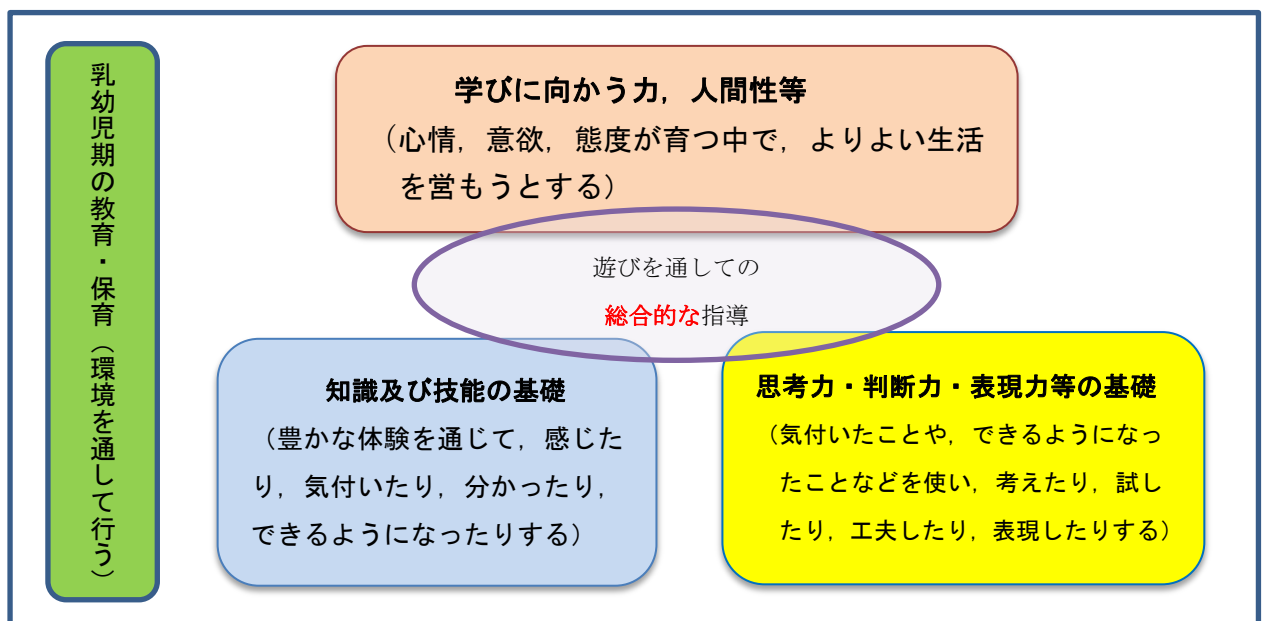 乳幼児期の教育・保育（環境を通して行う）
学びに向かう力，人間性等
（心情，意欲，態度が育つ中で，よりよい生活
を営もうとする）
遊びを通しての
総合的な指導
知識及び技能の基礎
（豊かな体験を通じて，感じた
り，気付いたり，分かったり，
できるようになったりする）
思考力・判断力・表現力等の基礎
（気付いたことや，できるようになっ
たことなどを使い，考えたり，試し
たり，工夫したり，表現したりする）